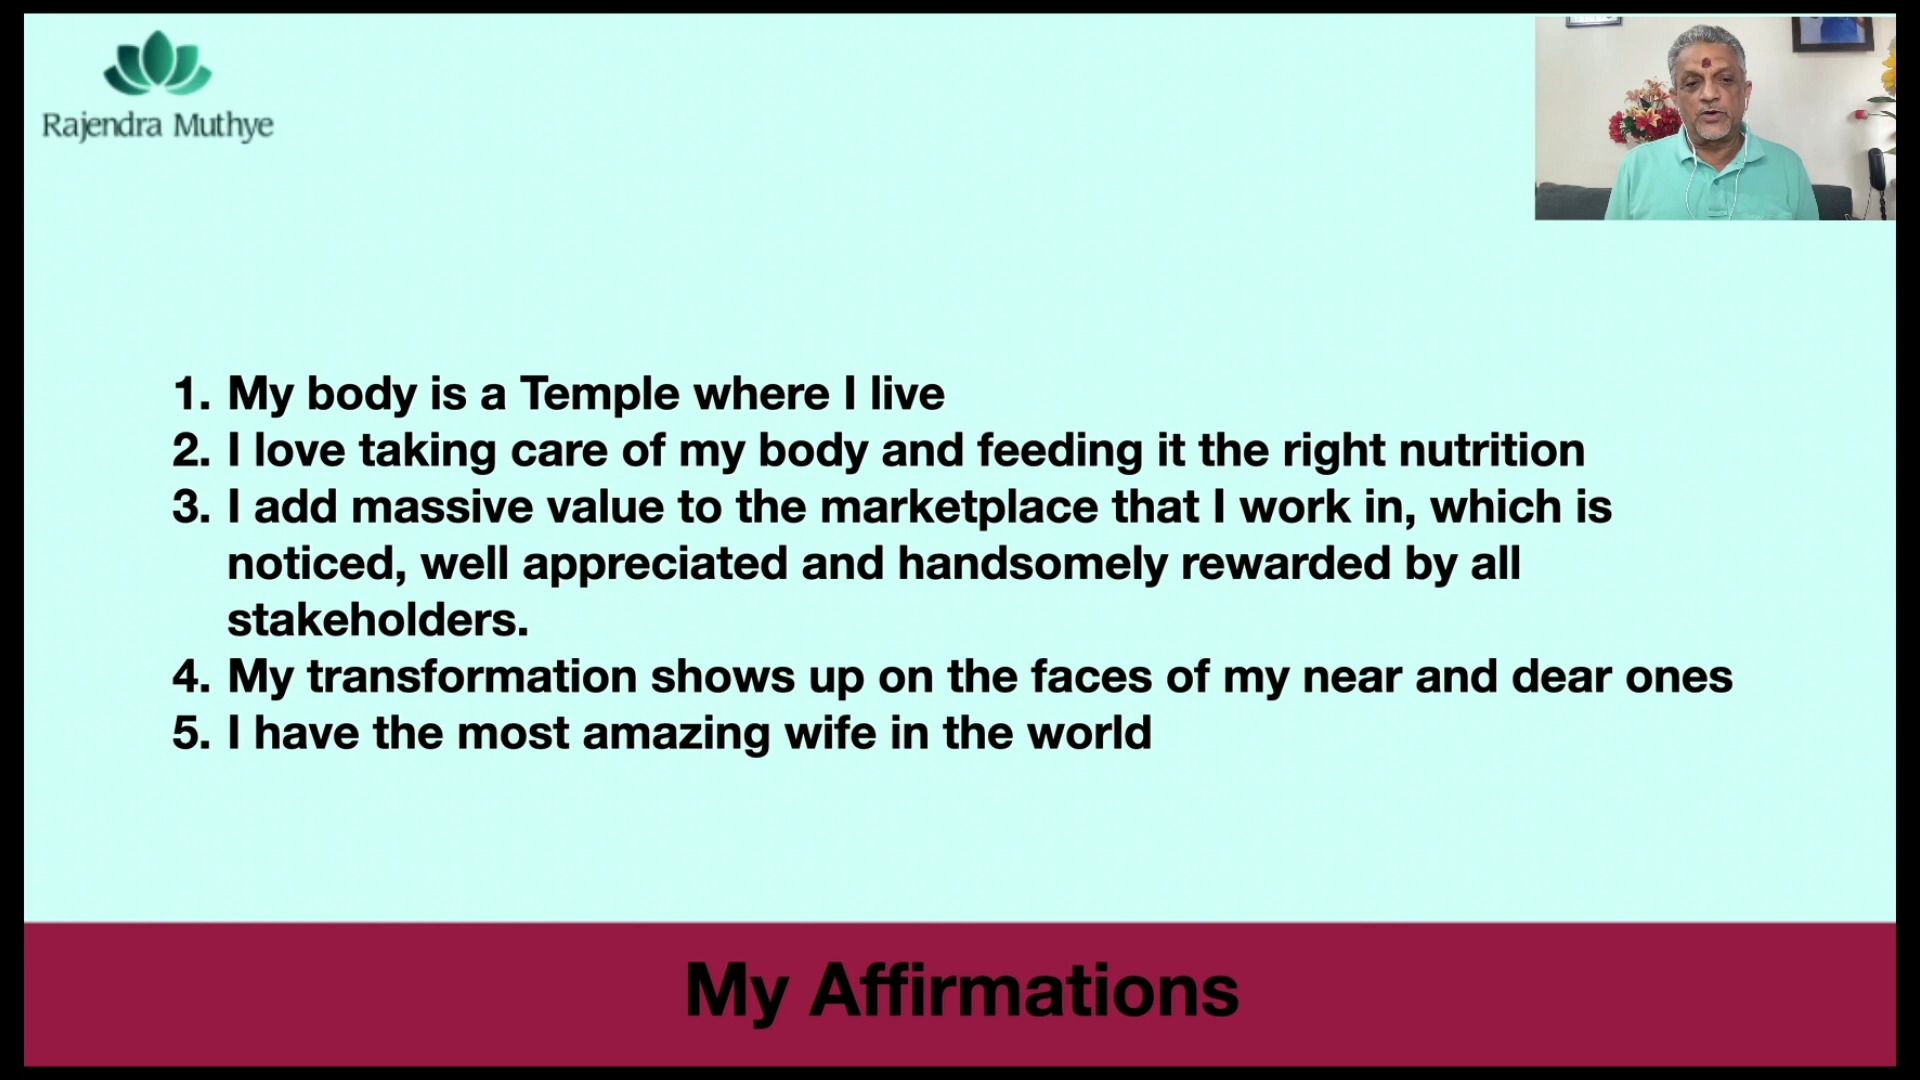 Rajendra Muthye
1. My body is a Temple where I live
2. I love taking care of my body and feeding it the right nutrition
3. I add massive value to the marketplace that I work in, which is
noticed, well appreciated and handsomely rewarded by all
stakeholders.
4. My transformation shows up on the faces of my near and dear ones
5. I have the most amazing wife in the world
My Affirmations